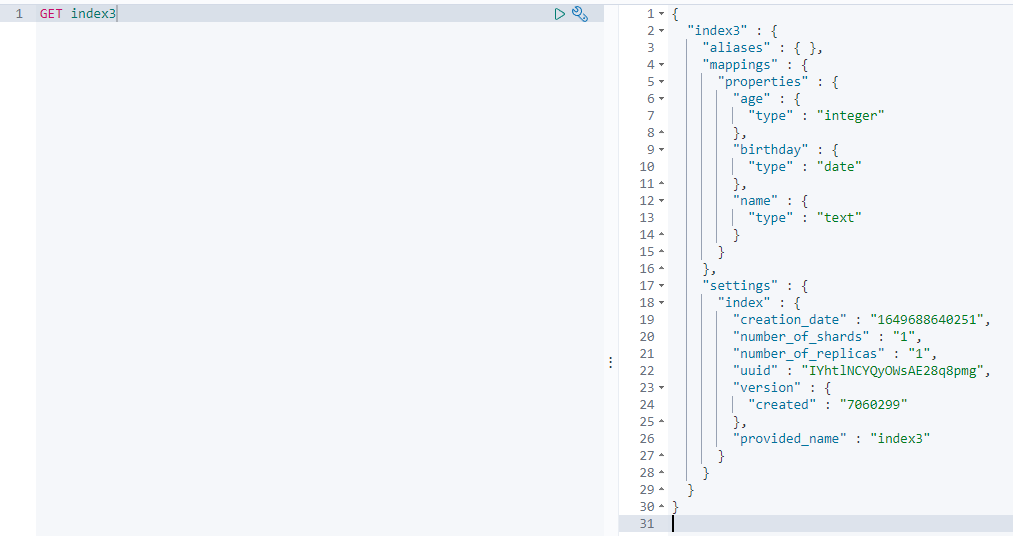 1 GET index3
1 {
2 "index3" : {
3 "aliases" : { },
4 "mappings" : {
5 "properties" : {
6 "age" : {
7 "type" : "integer"
8 },
9 "birthday" : {
10 "type" : "date"
11 },
12 "name" : {
13 "type" : "text"
14 }
15 }
16 },
17 "settings" : {
18 "index" : {
19 "creation_date" : "1649688640251",
20 "number_of_shards" : "1",
21 "number_of_replicas" : "1",
22 "uuid" : "IYhtlNCYQyOWsAE28q8pmg",
23 "version" : {
24 "created" : "7060299"
25 },
26 "provided_name" : "index3"
27 }
28 }
29 }
30 }
31